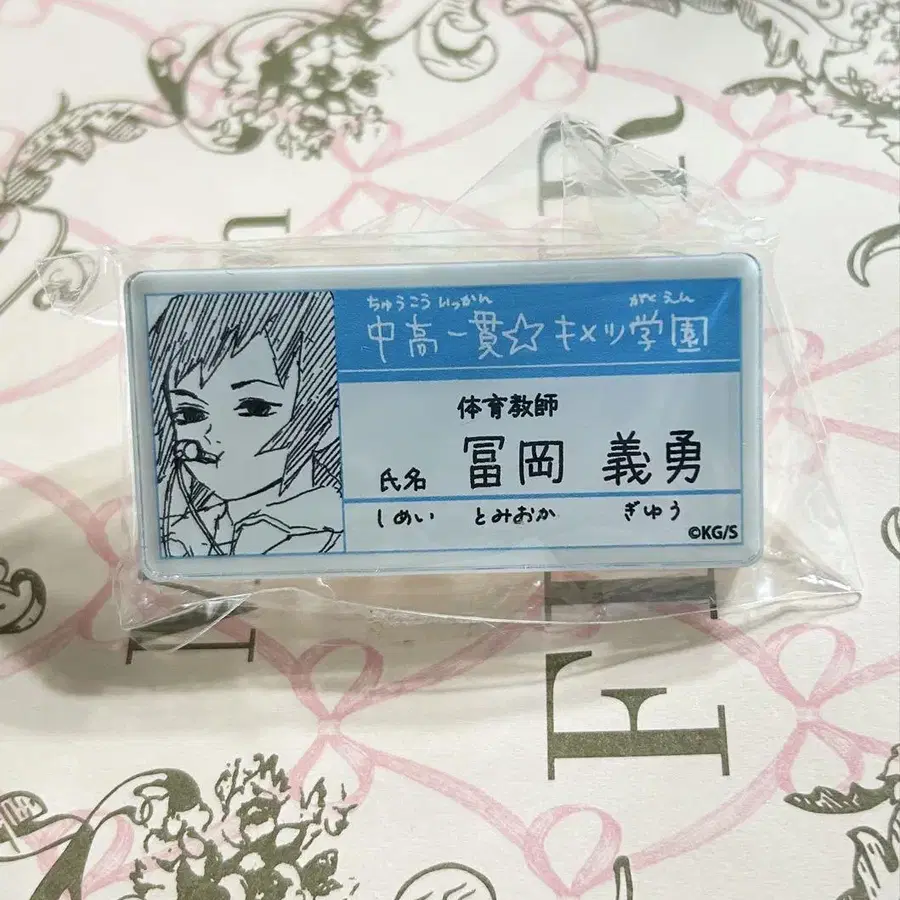 ちゅうこういっかん がくえん
中高一貫☆キメツ学園
体育教師
氏名 冨岡 義勇
しめい とみおか ぎゆう
©KG/S